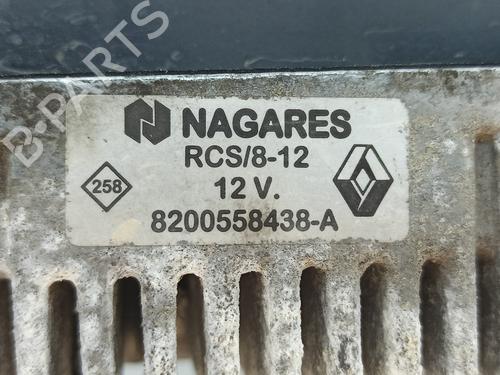 B-PARTS
NAGARES
RCS/8-12
258
12 V.
8200558438-A